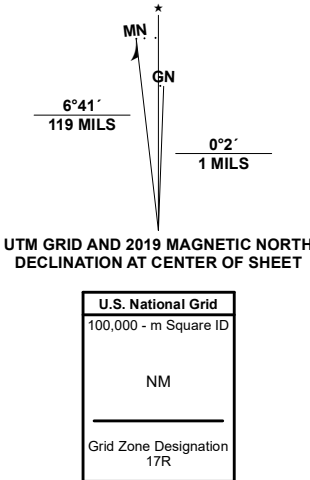 MN
GN
6°41´
119 MILS
0°2´
1 MILS
UTM GRID AND 2019 MAGNETIC NORTH
DECLINATION AT CENTER OF SHEET
U.S. National Grid
100,000 - m Square ID
NM
Grid Zone Designation
17R